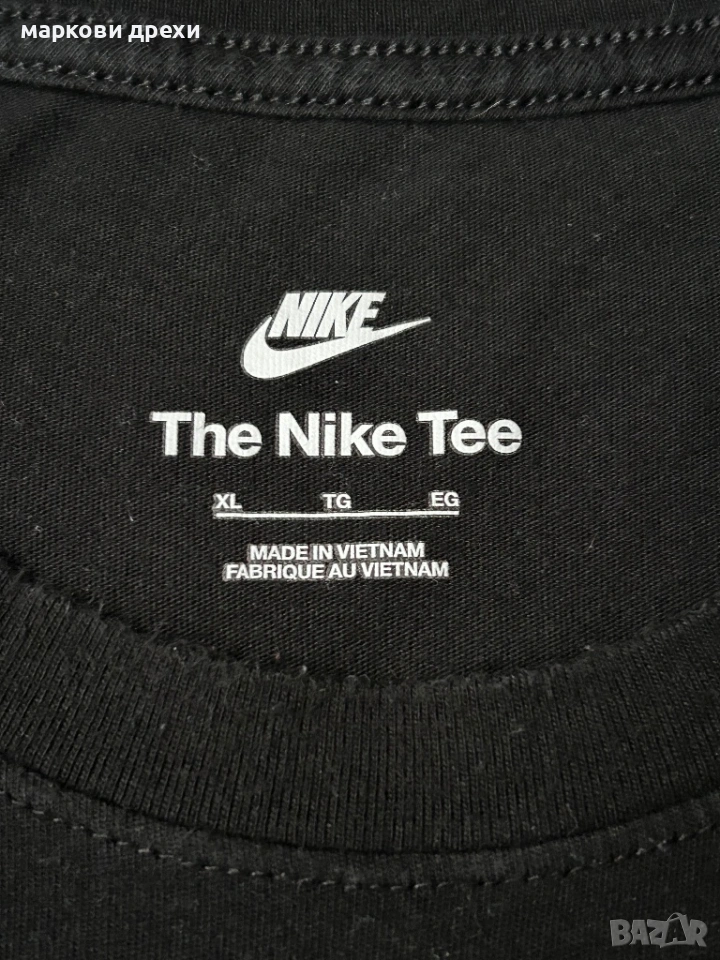 маркови дрехи
NIKE
The Nike Tee
XL TG EG
MADE IN VIETNAM
FABRIQUE AU VIETNAM
BAZAR